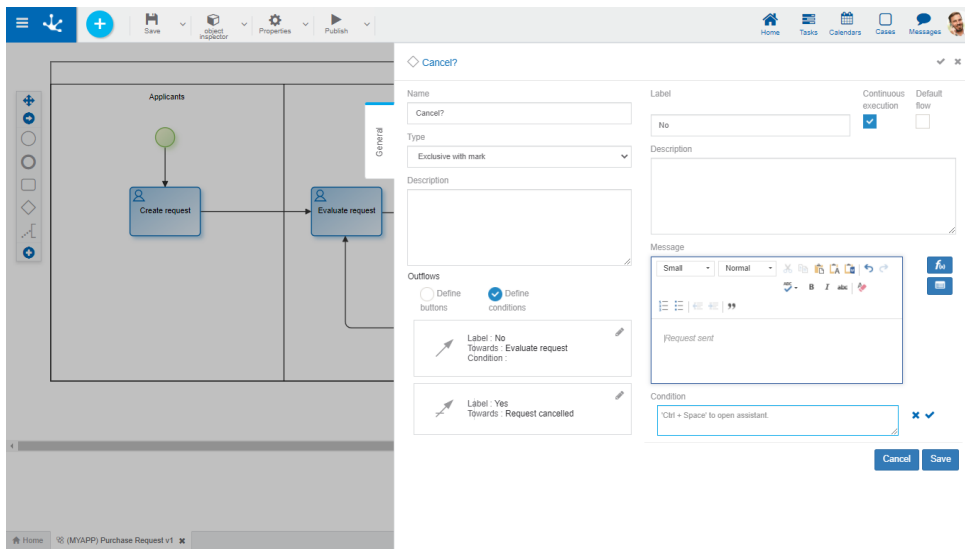 Save
object
inspector
Properties
Publish
Home
Tasks
Calendars
Cases
Messages
Applicants
Create request
Evaluate request
General
Cancel?
Name
Cancel?
Type
Exclusive with mark
Description
Outflows
Define
buttons
Define
conditions
Label : No
Towards : Evaluate request
Condition :
Label : Yes
Towards : Request cancelled
Label
Continuous
execution
Default
flow
No
Description
Message
Small
Normal
B I abc
Request sent
f(x)
Condition
'Ctrl + Space' to open assistant.
Cancel
Save
Home
(MYAPP) Purchase Request v1